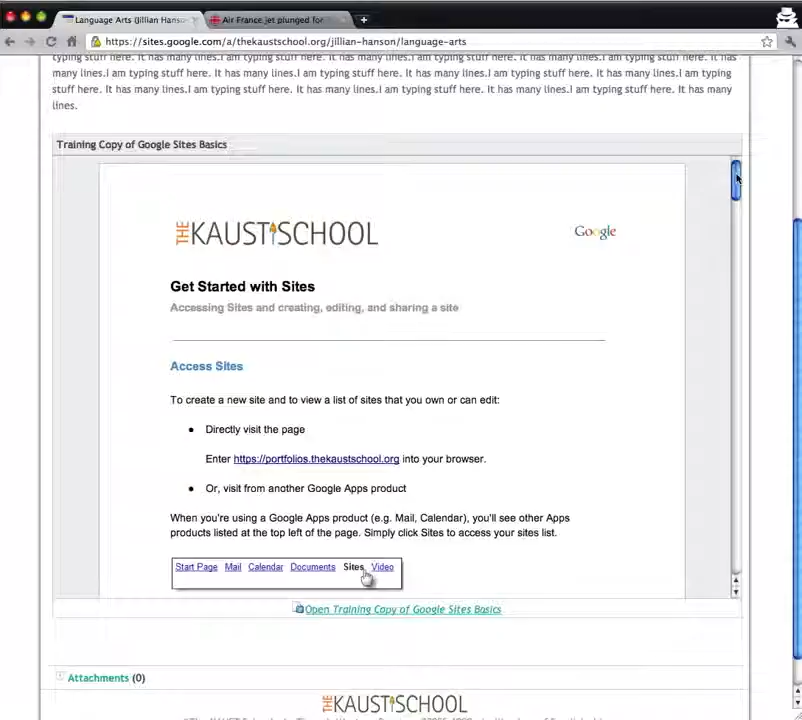 Language Arts (Jillian Hanso
Air France jet plunged for
https://sites.google.com/a/thekaustschool.org/jillian-hanson/language-arts
typing stuff here. It has many lines.I am typing stuff here. It has many lines.I am typing stuff here. It has many lines.I am typing stuff here. It has
many lines.I am typing stuff here. It has many lines.I am typing stuff here. It has many lines.I am typing stuff here. It has many lines.I am typing
stuff here. It has many lines.I am typing stuff here. It has many lines.I am typing stuff here. It has many lines.I am typing stuff here. It has many
lines.
Training Copy of Google Sites Basics
THE KAUST SCHOOL
Google
Get Started with Sites
Accessing Sites and creating, editing, and sharing a site
Access Sites
To create a new site and to view a list of sites that you own or can edit:
• Directly visit the page
Enter https://portfolios.thekaustschool.org into your browser.
• Or, visit from another Google Apps product
When you're using a Google Apps product (e.g. Mail, Calendar), you'll see other Apps
products listed at the top left of the page. Simply click Sites to access your sites list.
Start Page Mail Calendar Documents Sites Video
Open Training Copy of Google Sites Basics
Attachments (0)
THE KAUST SCHOOL